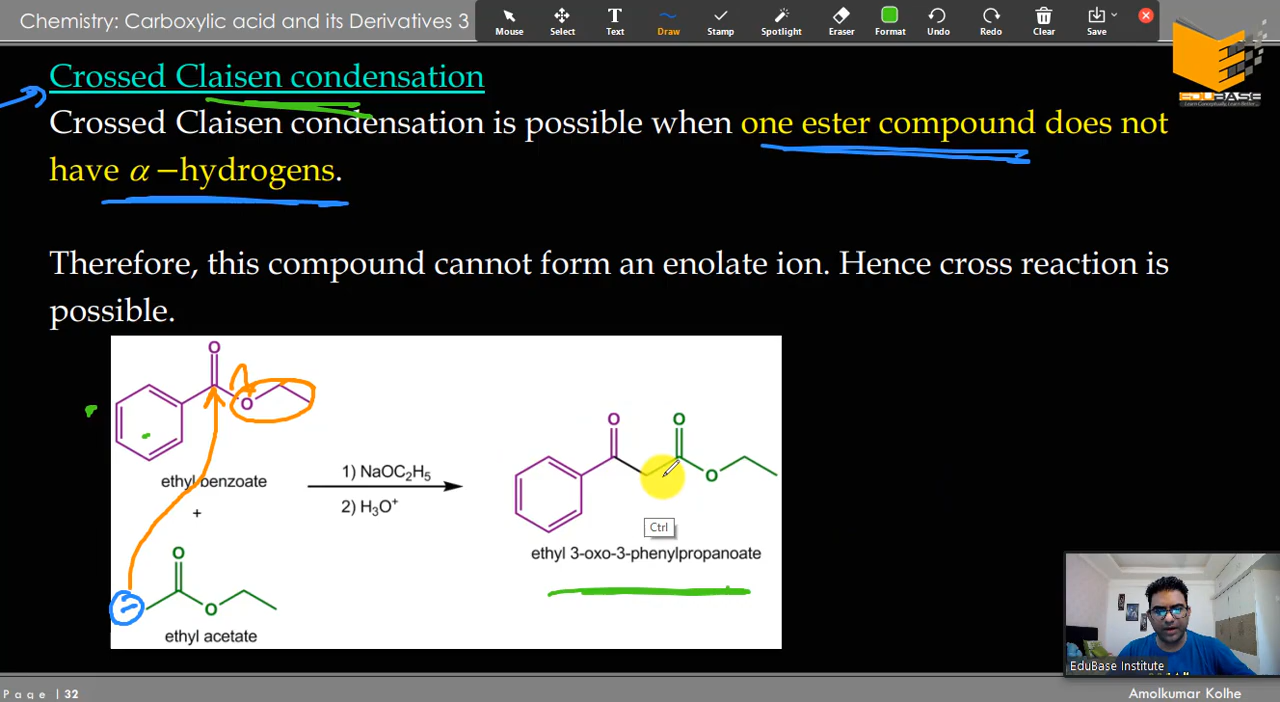 Chemistry: Carboxylic acid and its Derivatives 3
Mouse Select Text Draw Stamp Spotlight Eraser Format Undo Redo Clear Save
EDUBASE
Crossed Claisen condensation
Crossed Claisen condensation is possible when one ester compound does not
have α −hydrogens.
Therefore, this compound cannot form an enolate ion. Hence cross reaction is
possible.
O
O
ethyl benzoate
+
1) NaOC₂H₅
2) H₃O⁺
O
O
ethyl acetate
O O
O
Ctrl
ethyl 3-oxo-3-phenylpropanoate
EduBase Institute
Page | 32
Amolkumar Kolhe